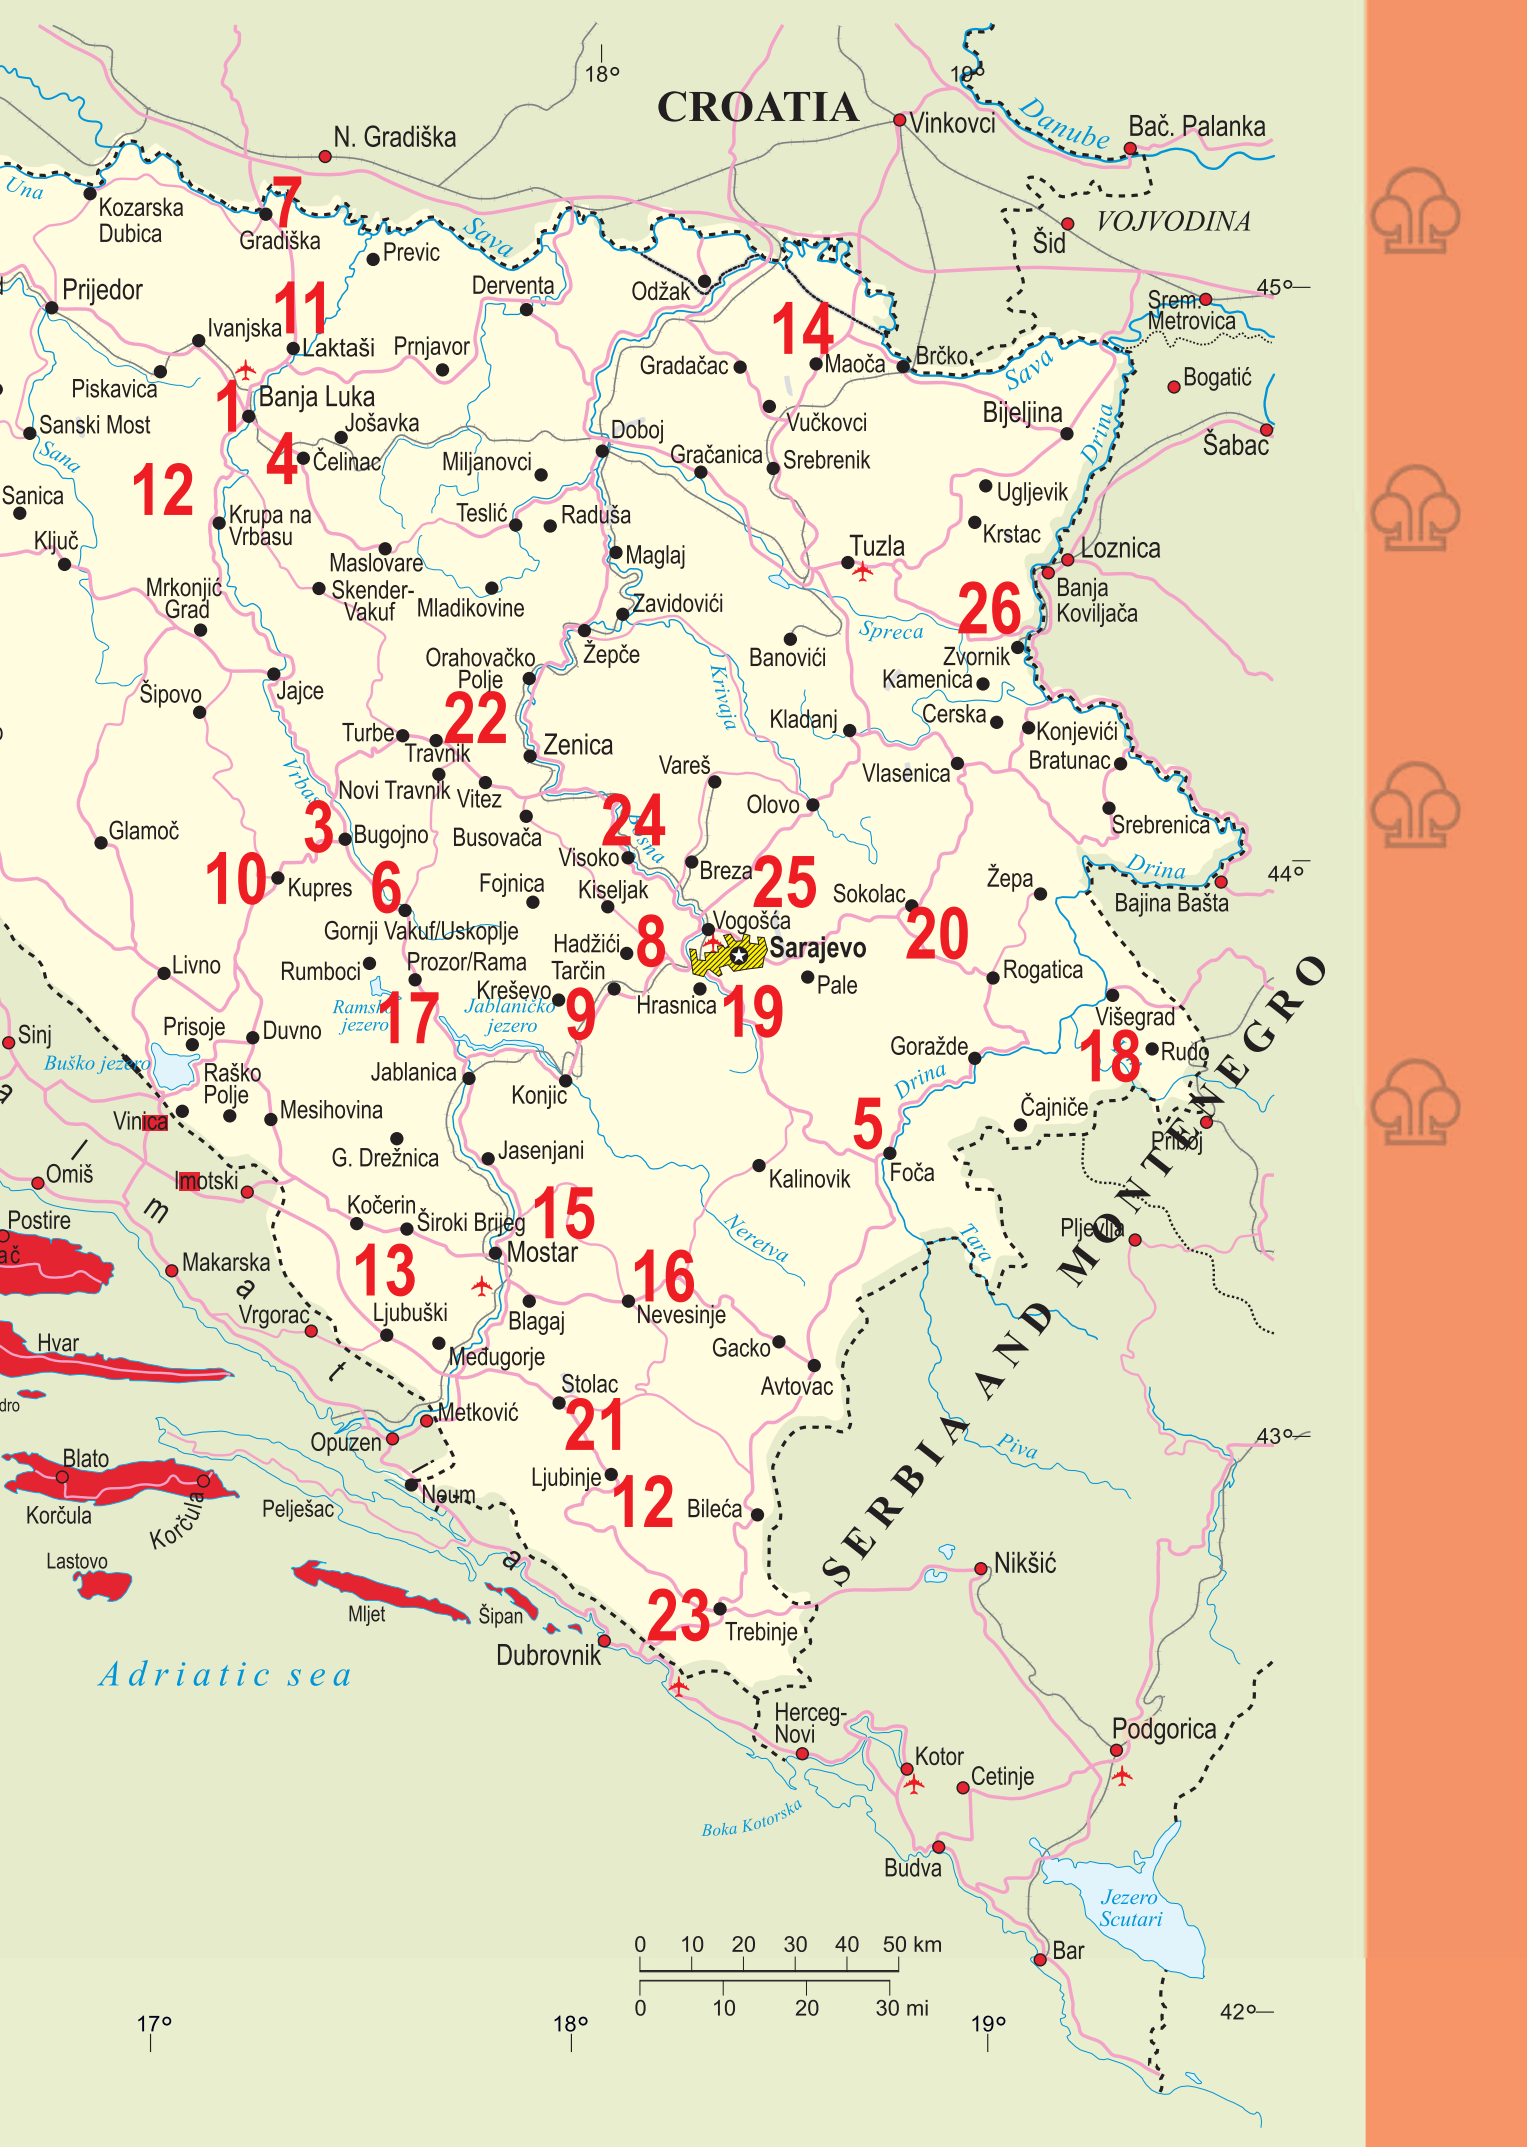 18°
19°
CROATIA
Vinkovci
Danube
Bač. Palanka
N. Gradiška
Una
Kozarska
Dubica
7
Gradiška
Previc
Sava
Šid
VOJVODINA
Prijedor
11
Derventa
Odžak
45°
Srem.
Metrovica
Ivanjska
Laktaši
Prnjavor
14
Gradačac
Maoča
Brčko
Sava
Bogatić
Piskavica
1
Banja Luka
Jošavka
Vučkovci
Bijeljina
Drina
Sanski Most
Sana
4
Čelinac
Doboj
Miljanovci
Gračanica
Srebrenik
Šabac
12
Sanica
Krupa na
Vrbasu
Teslić
Raduša
Ugljevik
Krstac
Ključ
Maslovare
Maglaj
Tuzla
Loznica
Mrkonjić
Grad
Skender-
Vakuf
Mladikovine
Zavidovići
26
Banja
Koviljača
Spreca
Žepče
Banovići
Zvornik
Orahovačko
Polje
Krivaja
Kamenica
Šipovo
Jajce
22
Kladanj
Cerska
Konjevići
Turbe
Travnik
Zenica
Vareš
Vlasenica
Bratunac
Vrbas
Novi Travnik
Vitez
Olovo
Glamoč
3
Bugojno
Busovača
24
Bosna
Srebrenica
10
Kupres
6
Visoko
Breza
25
Drina
44°
Fojnica
Kiseljak
Sokolac
Žepa
Bajina Bašta
Gornji Vakuf/Uskoplje
8
Vogošća
20
Hadžići
Sarajevo
Livno
Rumboci
Prozor/Rama
Tarčin
Pale
Rogatica
Kreševo
Hrasnica
19
Ramsko
jezero
17
Jablaničko
jezero
9
Višegrad
Sinj
Prisoje
Duvno
18
Rudo
Buško jezero
Raško
Polje
Jablanica
Konjic
Goražde
Drina
Vinica
Mesihovina
5
Čajniče
Priboj
G. Drežnica
Jasenjani
Kalinovik
Foča
Omiš
Imotski
Postire
Kočerin
Široki Brijeg
15
Neretva
Tara
Pljevlja
ač
Makarska
13
Mostar
16
Vrgorac
Ljubuški
Blagaj
Nevesinje
Hvar
Međugorje
Gacko
Avtovac
SERBIA AND MONTENEGRO
a l m a t i a
dro
Stolac
Metković
21
43°
Opuzen
Piva
Blato
Ljubinje
12
Bileća
Neum
Korčula
Korčula
Pelješac
Lastovo
Nikšić
Mljet
Šipan
23
Trebinje
Dubrovnik
Adriatic sea
Herceg-
Novi
Podgorica
Kotor
Cetinje
Boka Kotorska
Budva
Jezero
Scutari
Bar
0 10 20 30 40 50 km
0 10 20 30 mi
17°
18°
19°
42°